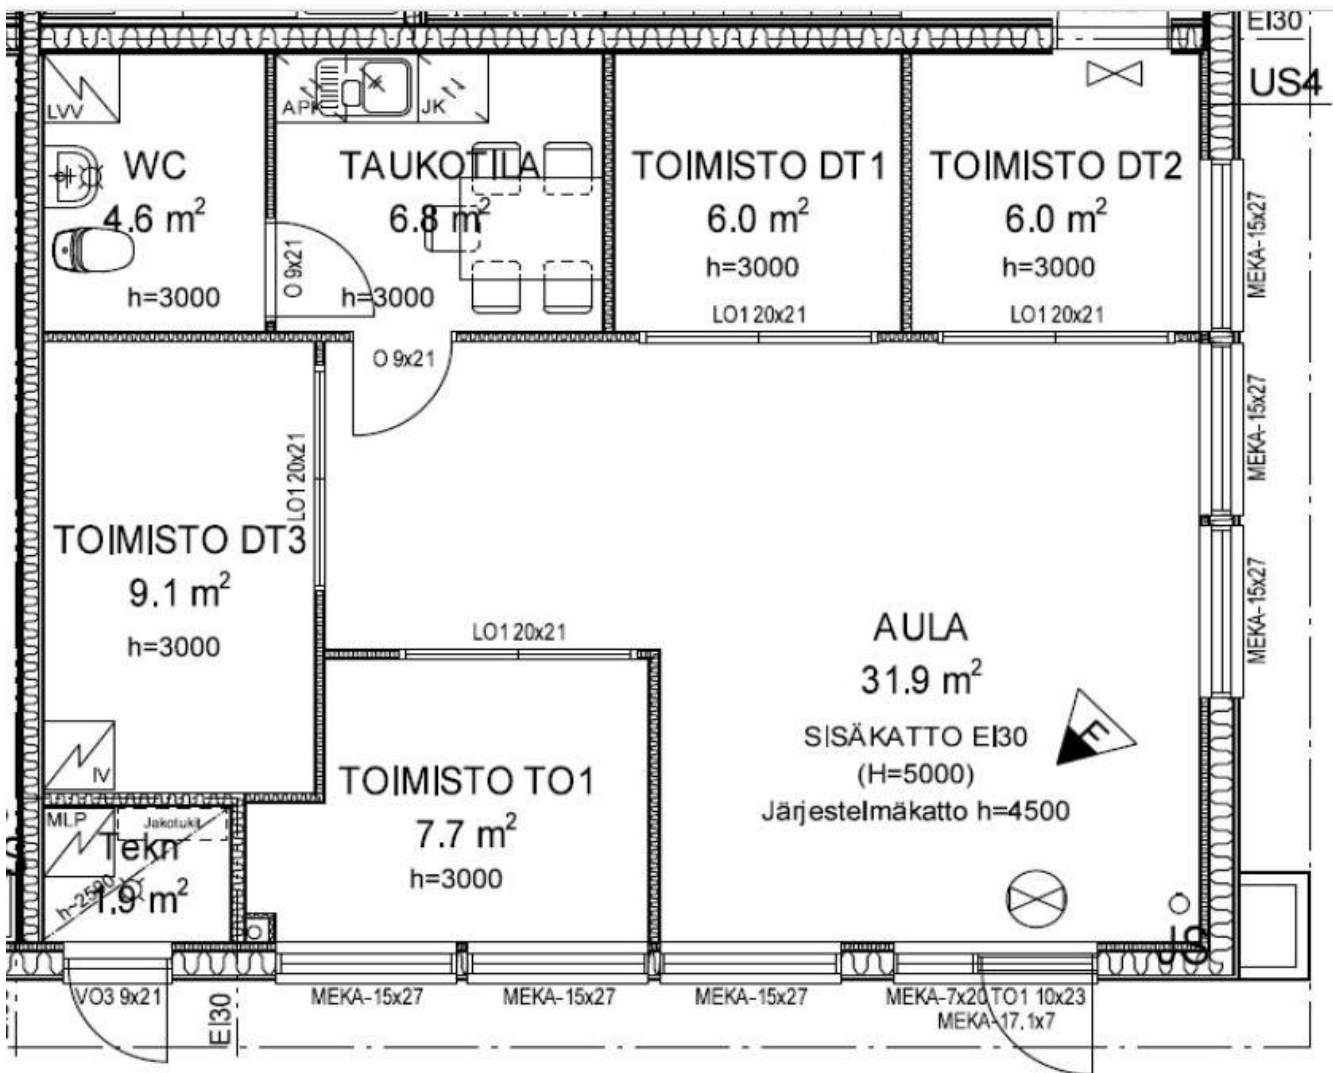 EI30
US4
LVV
WC
4.6 m²
h=3000
APK
JK
TAUKOTILA
6.8 m²
h=3000
O 9x21
O 9x21
TOIMISTO DT1
6.0 m²
h=3000
LO1 20x21
TOIMISTO DT2
6.0 m²
h=3000
LO1 20x21
MEKA-15x27
MEKA-15x27
MEKA-15x27
LO1 20x21
TOIMISTO DT3
9.1 m²
h=3000
IV
LO1 20x21
TOIMISTO TO1
7.7 m²
h=3000
AULA
31.9 m²
SISÄKATTO EI30
(H=5000)
Järjestelmäkatto h=4500
E
MLP
Jakotukit
Tekn
1.9 m²
h~2500
JS
VO3 9x21
EI30
MEKA-15x27
MEKA-15x27
MEKA-15x27
MEKA-7x20 TO1 10x23
MEKA-17,1x7